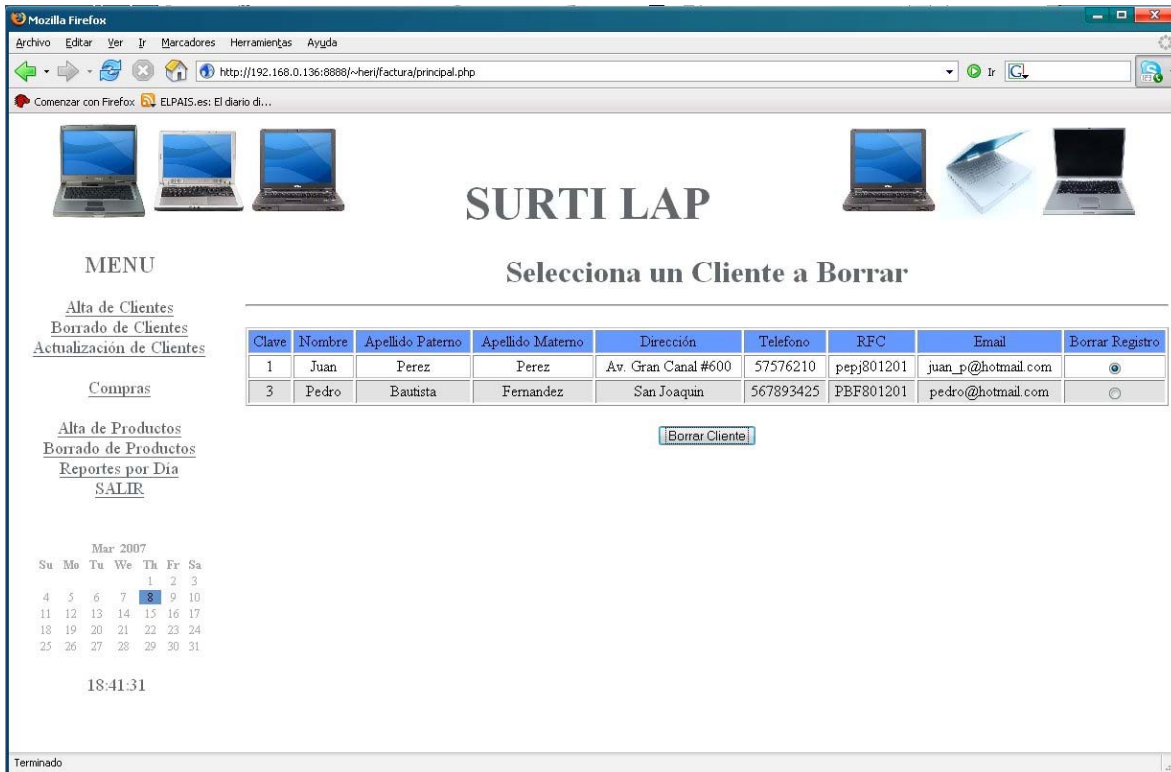 Mozilla Firefox
Archivo Editar Ver Ir Marcadores Herramientas Ayuda
http://192.168.0.136:8888/~heri/factura/principal.php Ir G
Comenzar con Firefox ELPAIS.es: El diario di...
SURTI LAP
MENU
Alta de Clientes
Borrado de Clientes
Actualización de Clientes
Compras
Alta de Productos
Borrado de Productos
Reportes por Día
SALIR
Mar 2007
Su Mo Tu We Th Fr Sa
1 2 3
4 5 6 7 8 9 10
11 12 13 14 15 16 17
18 19 20 21 22 23 24
25 26 27 28 29 30 31
18:41:31
Selecciona un Cliente a Borrar
Clave Nombre Apellido Paterno Apellido Materno Dirección Telefono RFC Email Borrar Registro
1 Juan Perez Perez Av. Gran Canal #600 57576210 pepj801201 juan_p@hotmail.com
3 Pedro Bautista Fernandez San Joaquin 567893425 PBF801201 pedro@hotmail.com
Borrar Cliente
Terminado